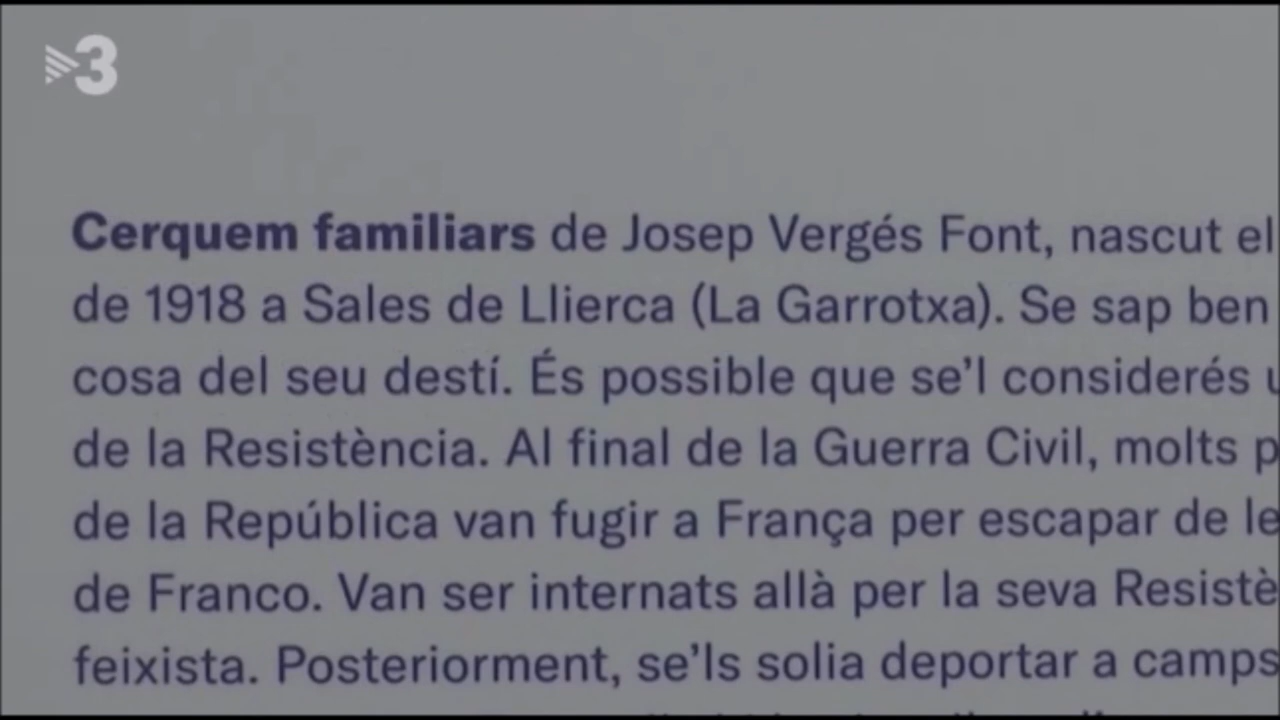 3
Cerquem familiars de Josep Vergés Font, nascut el
de 1918 a Sales de Llierca (La Garrotxa). Se sap ben
cosa del seu destí. És possible que se'l considerés
de la Resistència. Al final de la Guerra Civil, molts
de la República van fugir a França per escapar de
de Franco. Van ser internats allà per la seva
feixista. Posteriorment, se'ls solia deportar a camps